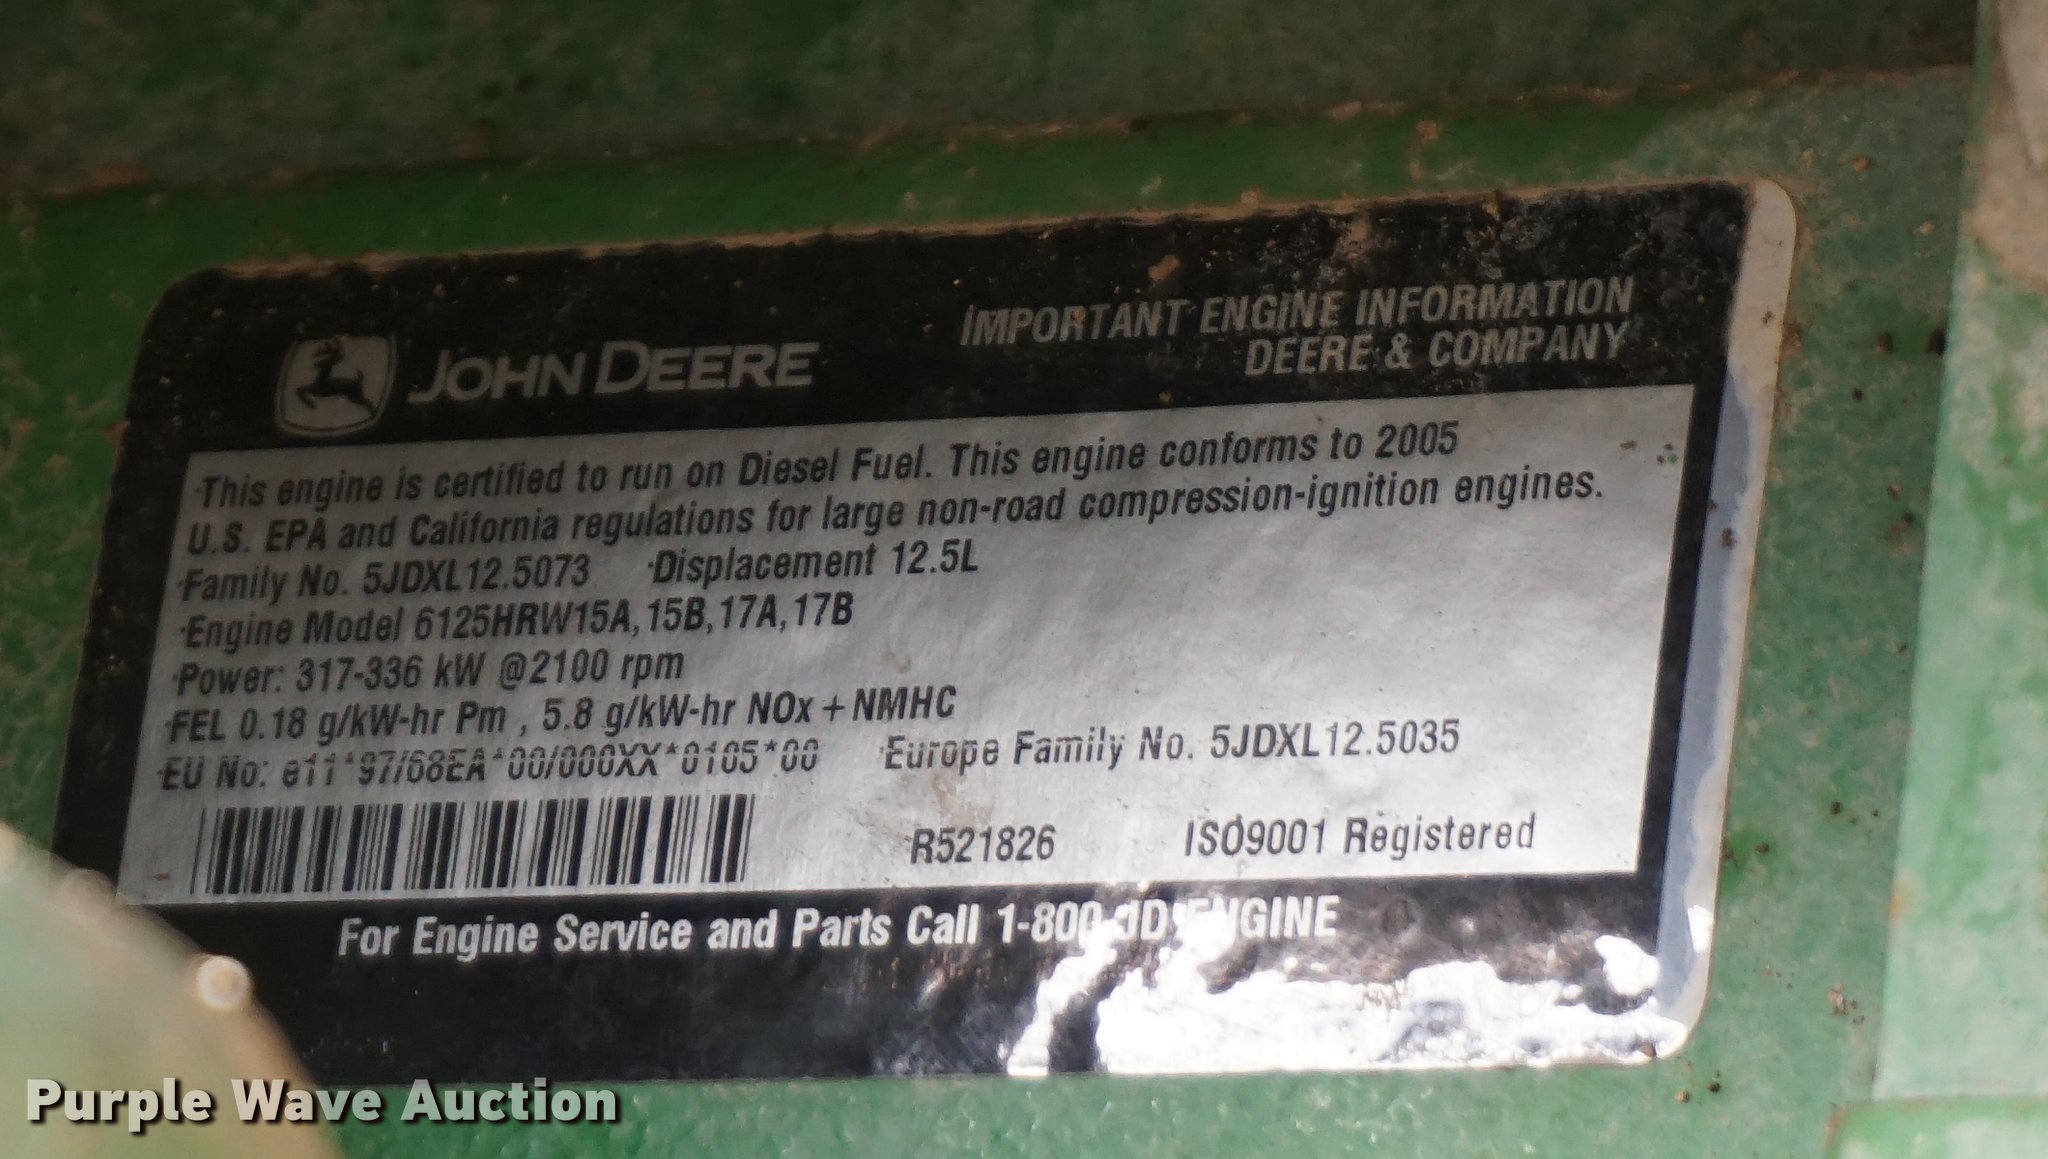 JOHN DEERE
IMPORTANT ENGINE INFORMATION
DEERE & COMPANY
·This engine is certified to run on Diesel Fuel. This engine conforms to 2005
U.S. EPA and California regulations for large non-road compression-ignition engines.
·Family No. 5JDXL12.5073 ·Displacement 12.5L
·Engine Model 6125HRW15A,15B,17A,17B
·Power: 317-336 kW @2100 rpm
·FEL 0.18 g/kW-hr Pm , 5.8 g/kW-hr NOx+NMHC
·EU No: e11*97/68EA*00/000XX*0105*00 ·Europe Family No. 5JDXL12.5035
R521826 ISO9001 Registered
For Engine Service and Parts Call
Purple Wave Auction